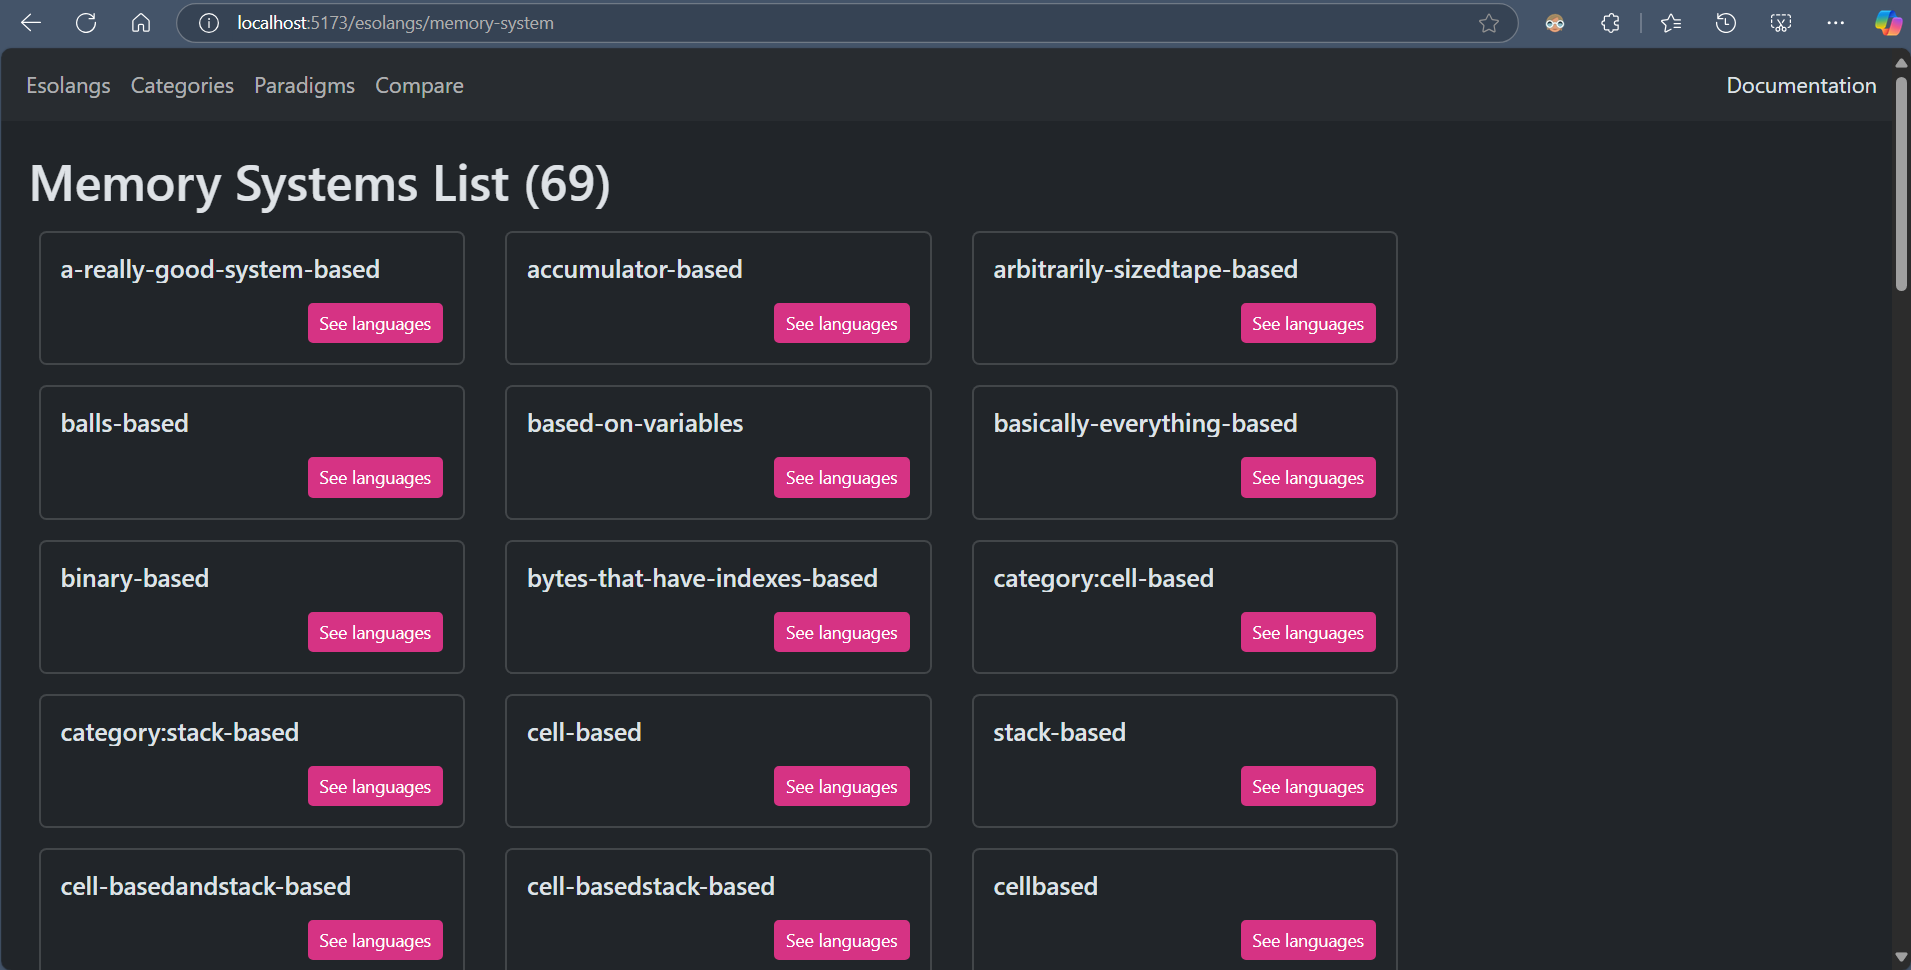 localhost:5173/esolangs/memory-system
Esolangs Categories Paradigms Compare Documentation
Memory Systems List (69)
a-really-good-system-based accumulator-based arbitrarily-sizedtape-based
See languages See languages See languages
balls-based based-on-variables basically-everything-based
See languages See languages See languages
binary-based bytes-that-have-indexes-based category:cell-based
See languages See languages See languages
category:stack-based cell-based stack-based
See languages See languages See languages
cell-basedandstack-based cell-basedstack-based cellbased
See languages See languages See languages